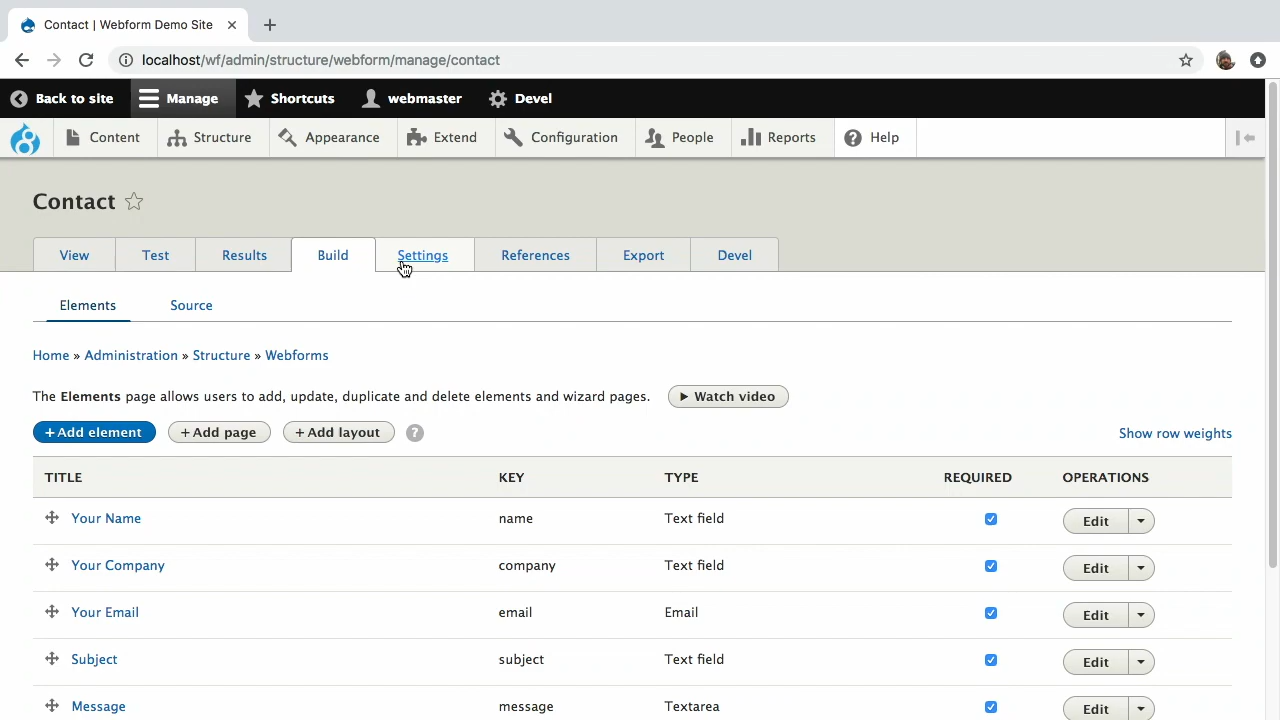 Contact | Webform Demo Site
localhost/wf/admin/structure/webform/manage/contact
Back to site Manage Shortcuts webmaster Devel
Content Structure Appearance Extend Configuration People Reports Help
Contact
View Test Results Build Settings References Export Devel
Elements Source
Home » Administration » Structure » Webforms
The Elements page allows users to add, update, duplicate and delete elements and wizard pages. Watch video
+Add element +Add page +Add layout ? Show row weights
TITLE KEY TYPE REQUIRED OPERATIONS
Your Name name Text field Edit
Your Company company Text field Edit
Your Email email Email Edit
Subject subject Text field Edit
Message message Textarea Edit